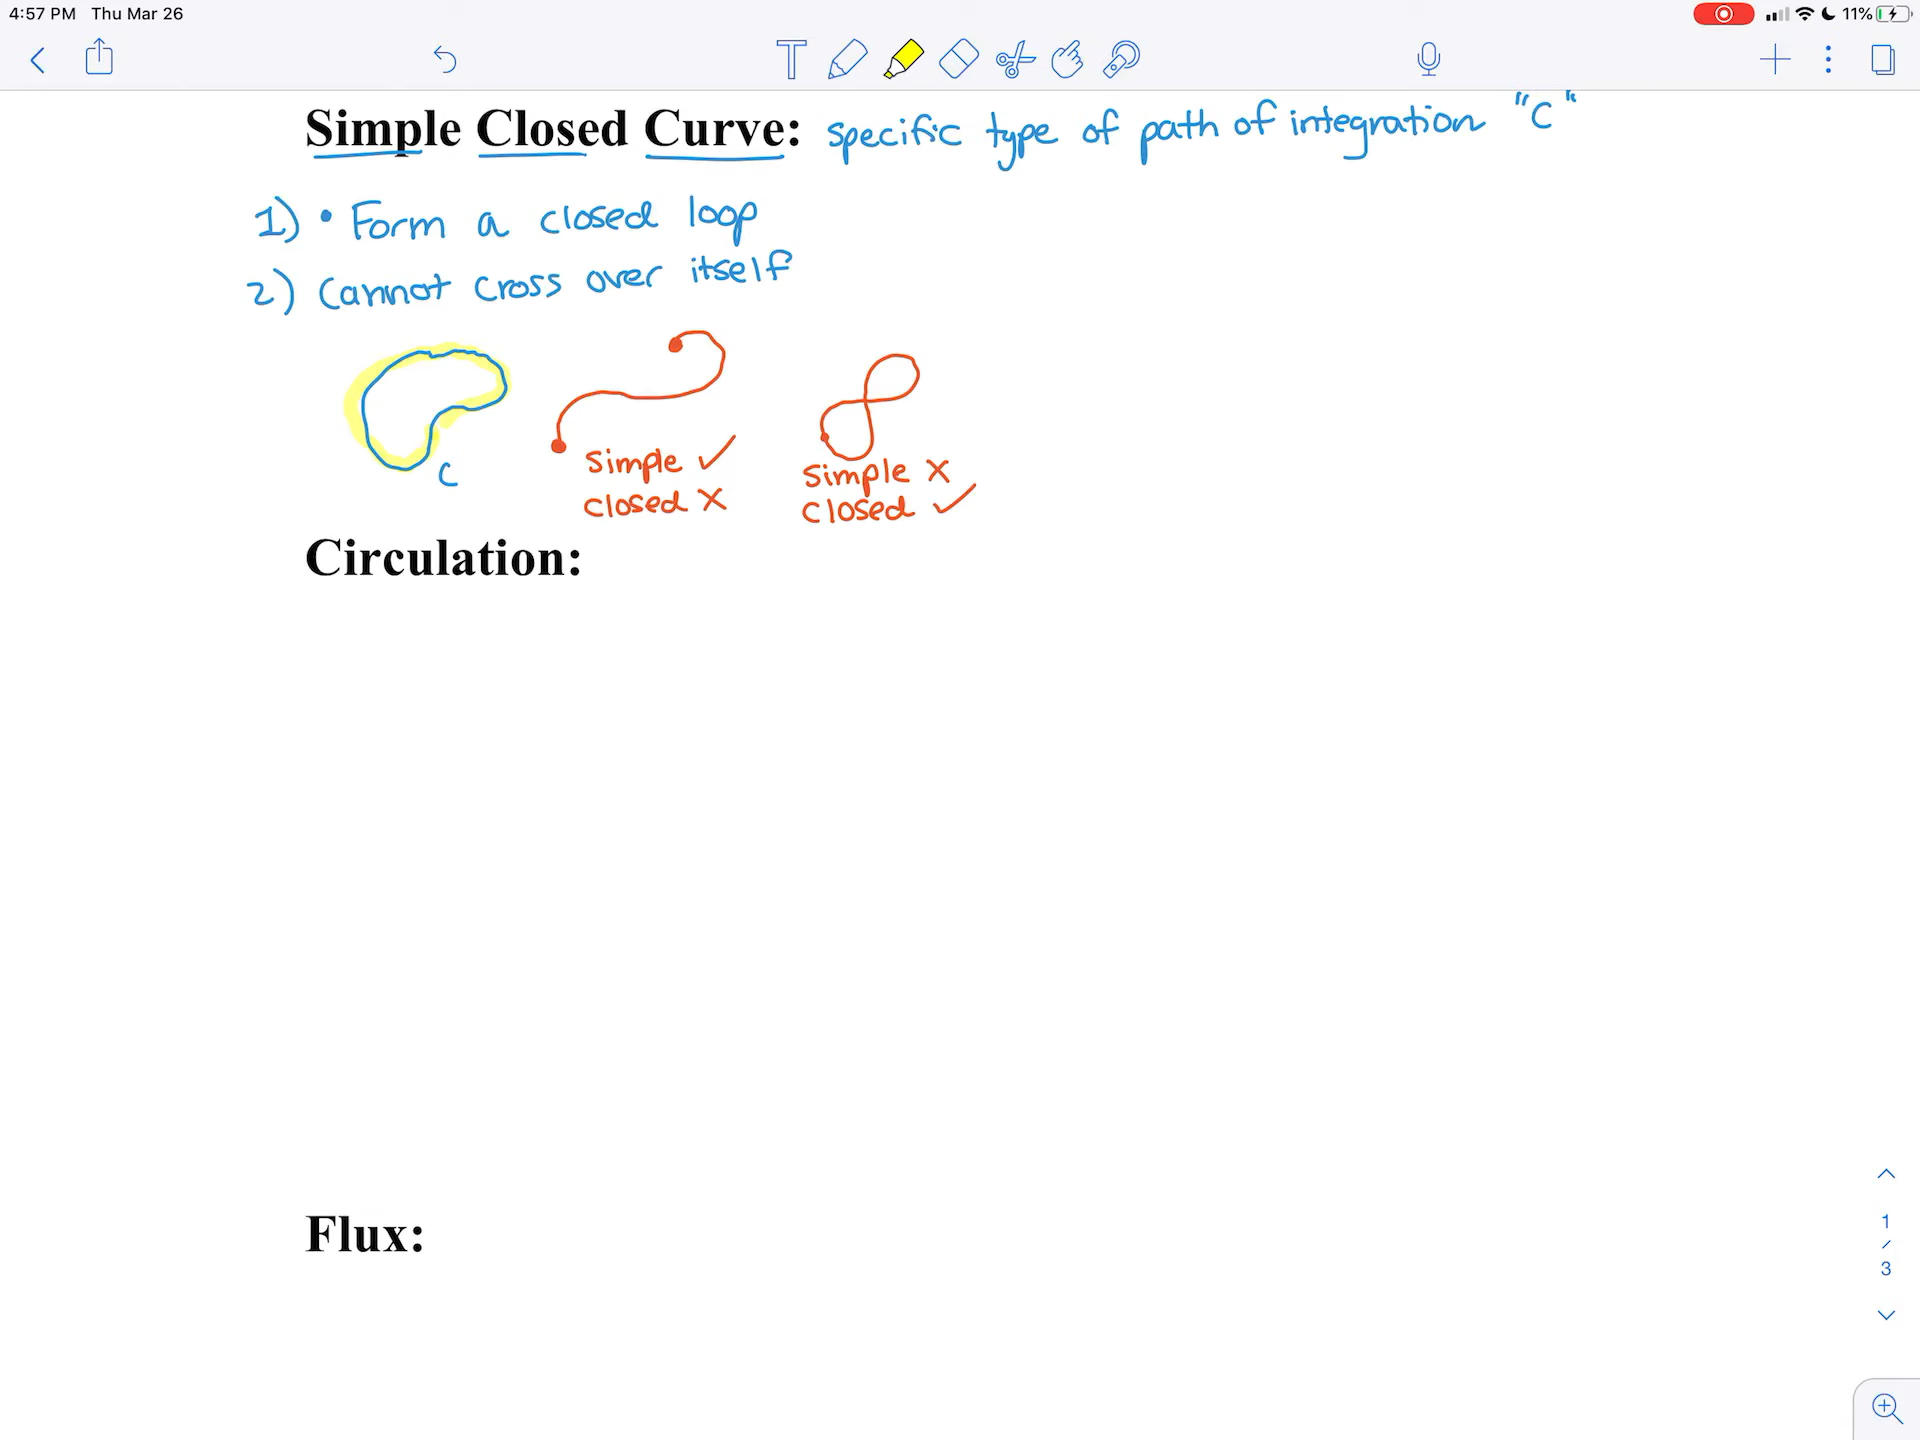 4:57 PM Thu Mar 26 11%
T
Simple Closed Curve: specific type of path of integration "C"
1) • Form a closed loop
2) Cannot cross over itself
C
simple ✓
closed X
simple X
closed ✓
Circulation:
Flux:
1
/
3